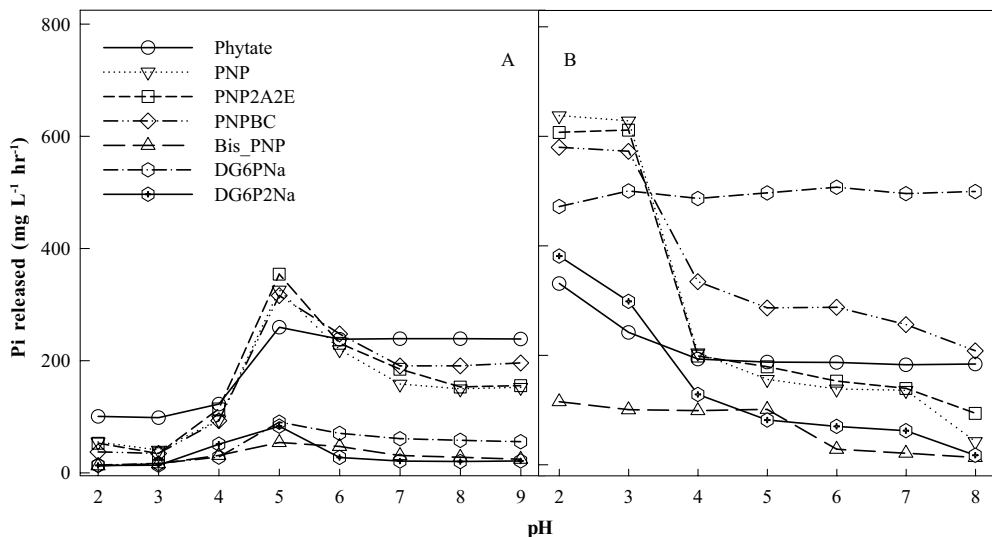 800
600
400
200
0
Pi released (mg L⁻¹ hr⁻¹)
Phytate
PNP
PNP2A2E
PNPBC
Bis_PNP
DG6PNa
DG6P2Na
A
B
2 3 4 5 6 7 8 9
2 3 4 5 6 7 8
pH